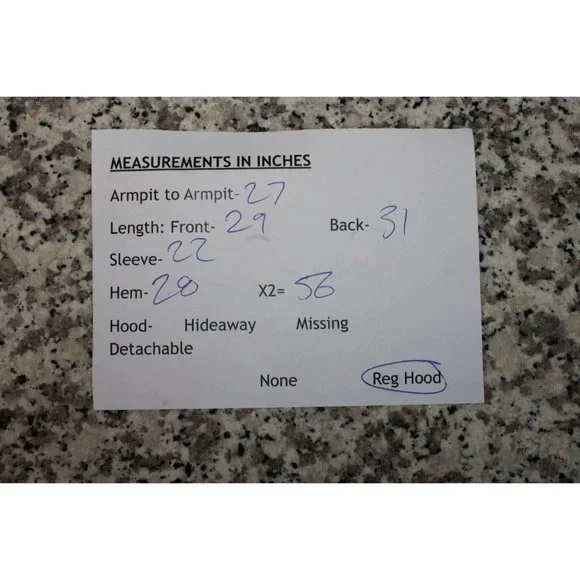 MEASUREMENTS IN INCHES
Armpit to Armpit- 27
Length: Front- 29 Back- 31
Sleeve- 22
Hem- 28 X2= 56
Hood- Hideaway Missing
Detachable
None Reg Hood